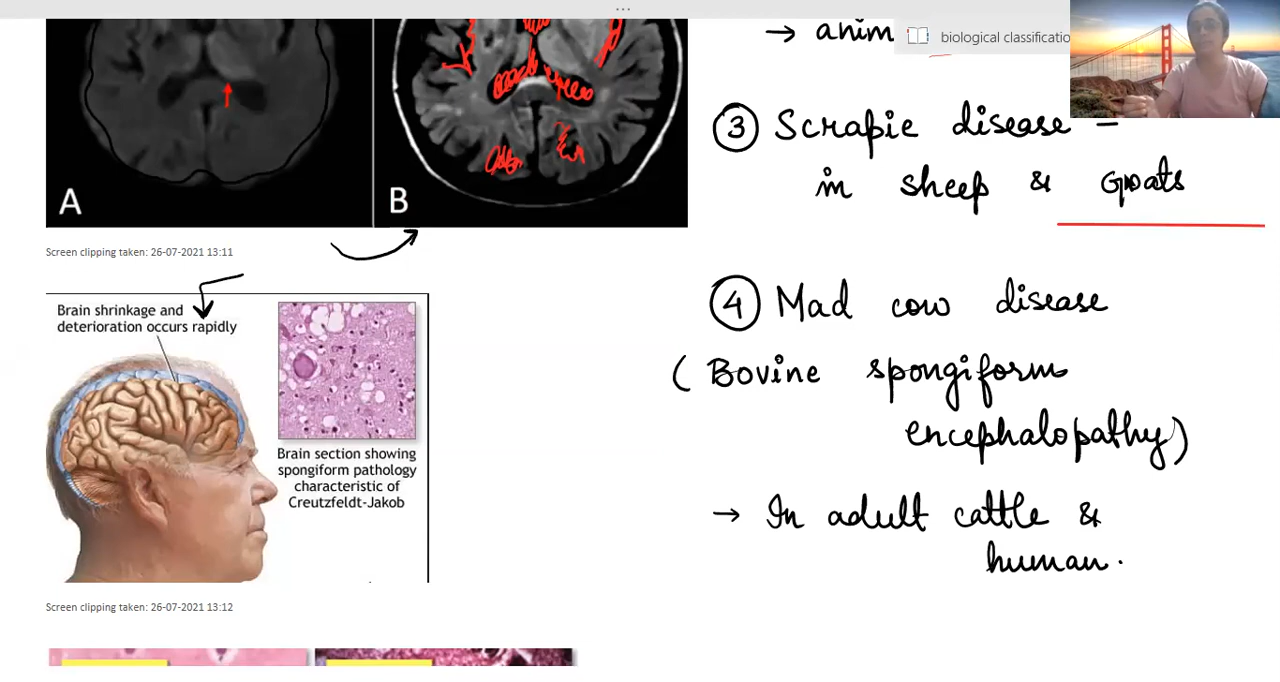 ...
biological classificatio
→ anim
③ Scrapie disease –
in sheep & goats
A
B
Screen clipping taken: 26-07-2021 13:11
Brain shrinkage and
deterioration occurs rapidly
Brain section showing
spongiform pathology
characteristic of
Creutzfeldt-Jakob
Screen clipping taken: 26-07-2021 13:12
④ Mad cow disease
(Bovine spongiform
encephalopathy)
→ In adult cattle &
human.